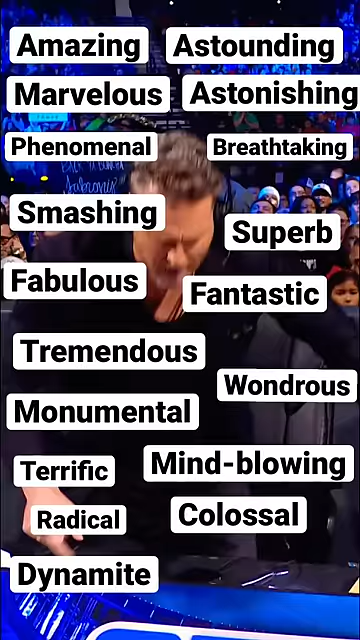 Amazing
Astounding
Marvelous
Astonishing
Phenomenal
Breathtaking
Smashing
Superb
Fabulous
Fantastic
Tremendous
Wondrous
Monumental
Mind-blowing
Terrific
Colossal
Radical
Dynamite